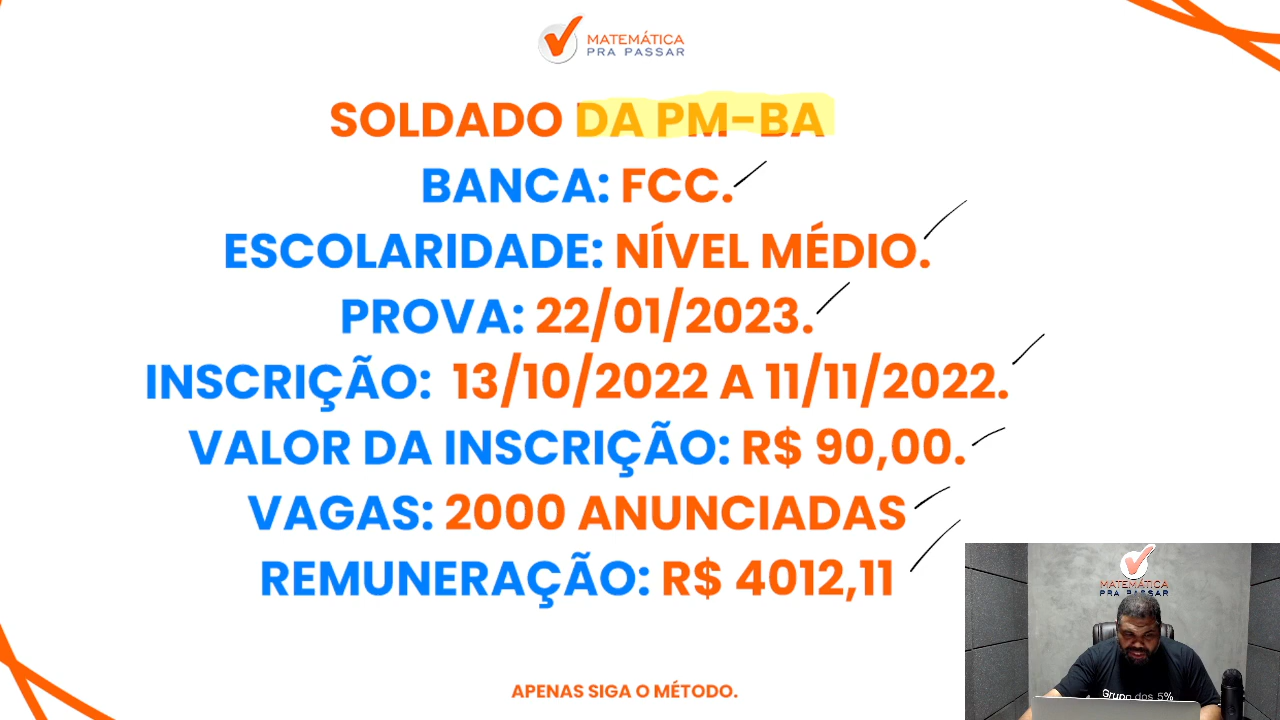 MATEMÁTICA
PRA PASSAR
SOLDADO DA PM-BA
BANCA: FCC.
ESCOLARIDADE: NÍVEL MÉDIO.
PROVA: 22/01/2023.
INSCRIÇÃO: 13/10/2022 A 11/11/2022.
VALOR DA INSCRIÇÃO: R$ 90,00.
VAGAS: 2000 ANUNCIADAS
REMUNERAÇÃO: R$ 4012,11
MATEMÁTICA
PRA PASSAR
Grupo dos 5%
APENAS SIGA O MÉTODO.